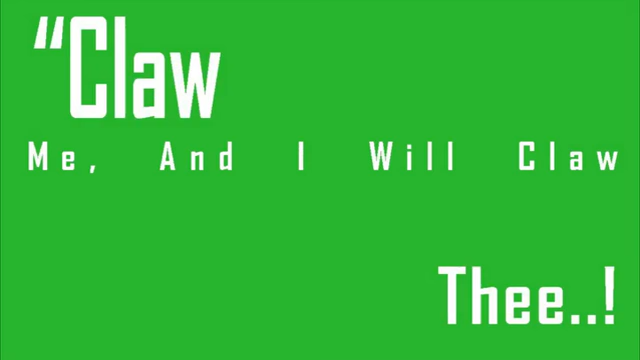 “Claw
Me, And I Will Claw
Thee..!